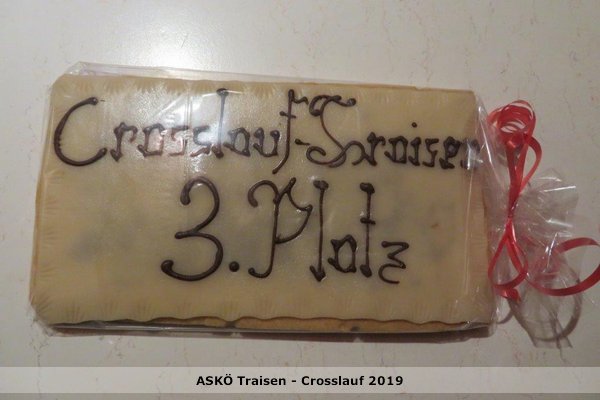 Crosslauf-Traisen
3. Platz
ASKÖ Traisen - Crosslauf 2019